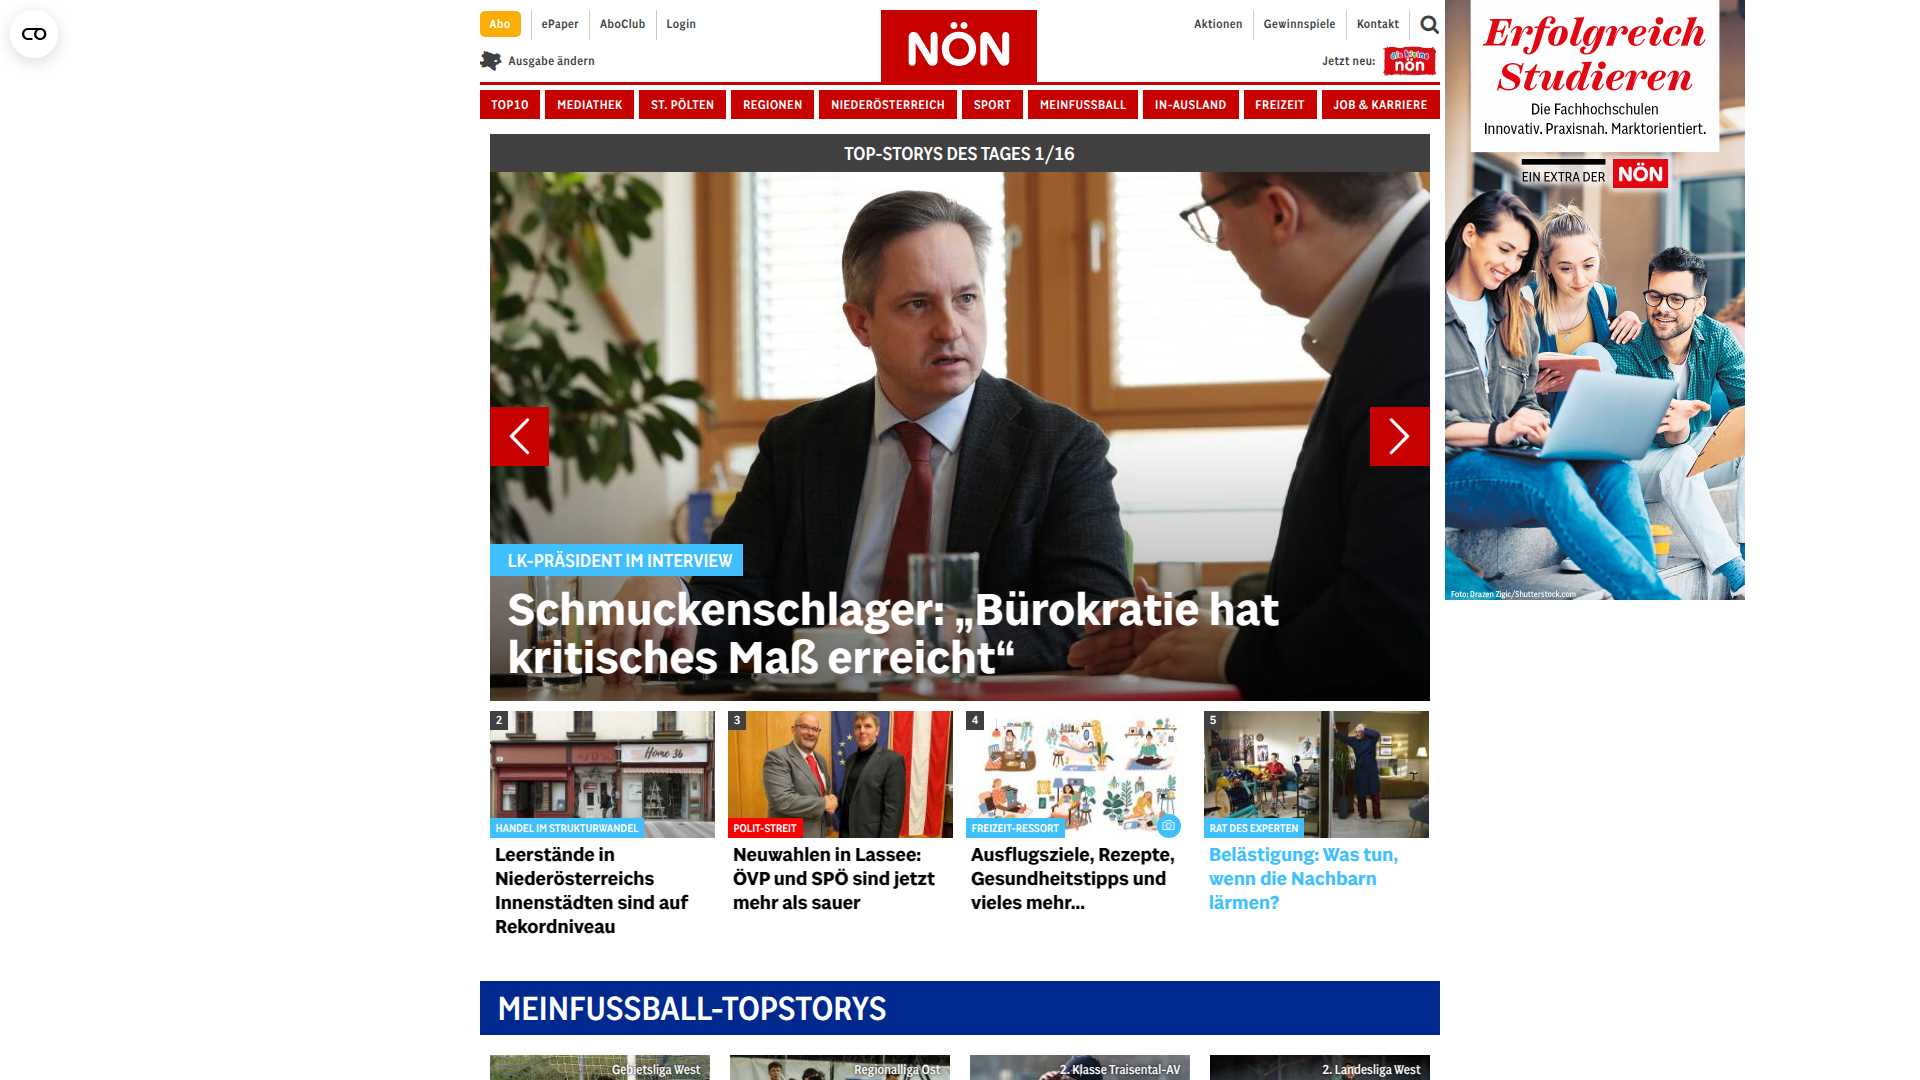 Abo
ePaper
AboClub
Login
NÖN
Aktionen
Gewinnspiele
Kontakt
Ausgabe ändern
Jetzt neu:
die kleine
nön
TOP10
MEDIATHEK
ST. PÖLTEN
REGIONEN
NIEDERÖSTERREICH
SPORT
MEINFUSSBALL
IN-AUSLAND
FREIZEIT
JOB & KARRIERE
TOP-STORYS DES TAGES 1/16
LK-PRÄSIDENT IM INTERVIEW
Schmuckenschlager: „Bürokratie hat
kritisches Maß erreicht“
2
Home 36
HANDEL IM STRUKTURWANDEL
Leerstände in
Niederösterreichs
Innenstädten sind auf
Rekordniveau
3
POLIT-STREIT
Neuwahlen in Lassee:
ÖVP und SPÖ sind jetzt
mehr als sauer
4
FREIZEIT-RESSORT
Ausflugsziele, Rezepte,
Gesundheitstipps und
vieles mehr...
5
RAT DES EXPERTEN
Belästigung: Was tun,
wenn die Nachbarn
lärmen?
MEINFUSSBALL-TOPSTORYS
Gebietsliga West
Regionalliga Ost
2. Klasse Traisental-AV
2. Landesliga West
Erfolgreich
Studieren
Die Fachhochschulen
Innovativ. Praxisnah. Marktorientiert.
EIN EXTRA DER NÖN
Foto: Drazen Zigic/Shutterstock.com